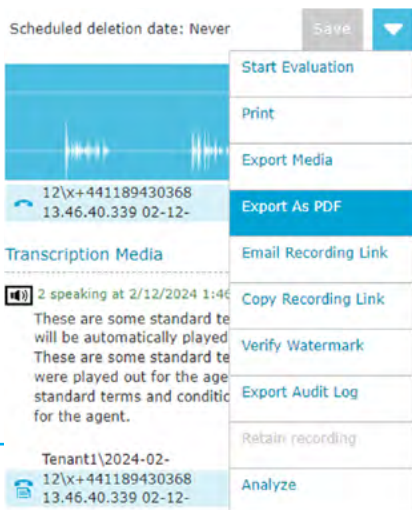 Scheduled deletion date: Never
Save
Start Evaluation
Print
Export Media
Export As PDF
Email Recording Link
Copy Recording Link
Verify Watermark
Export Audit Log
Retain recording
Analyze
12\x+441189430368
13.46.40.339 02-12-
Transcription Media
2 speaking at 2/12/2024 1:46
These are some standard te
will be automatically played
These are some standard te
were played out for the age
standard terms and conditic
for the agent.
Tenant1\2024-02-
12\x+441189430368
13.46.40.339 02-12-